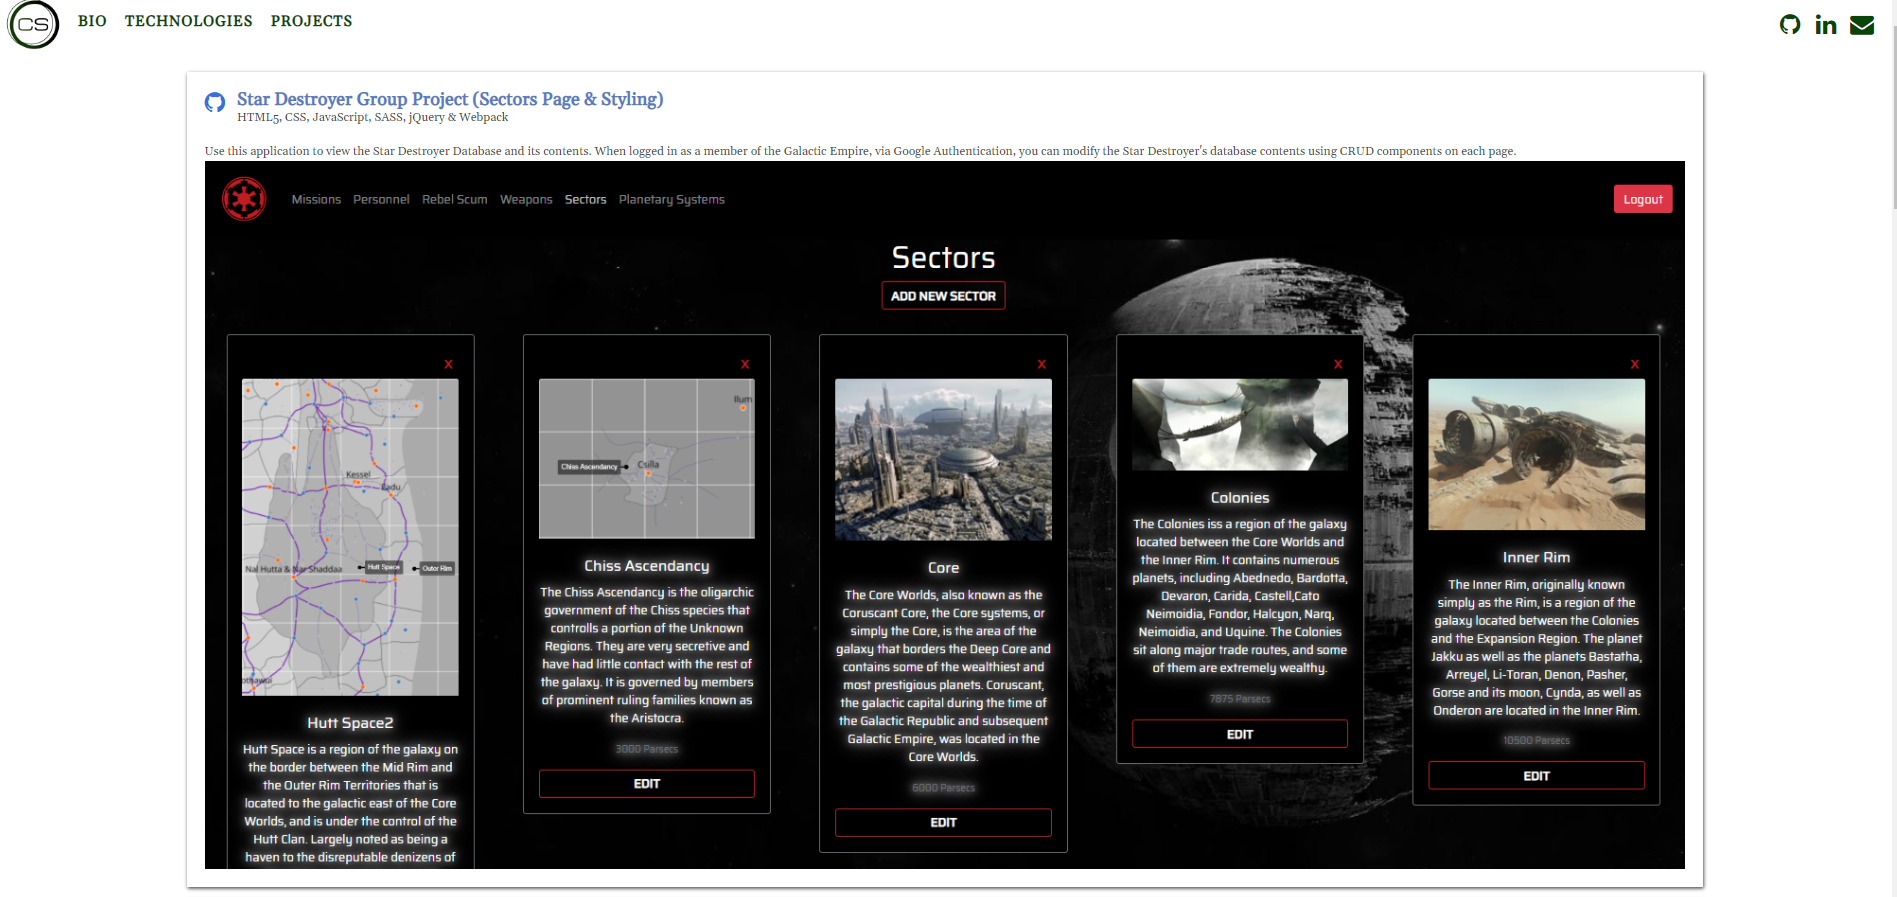 CS BIO TECHNOLOGIES PROJECTS
Star Destroyer Group Project (Sectors Page & Styling)
HTML5, CSS, JavaScript, SASS, jQuery & Webpack
Use this application to view the Star Destroyer Database and its contents. When logged in as a member of the Galactic Empire, via Google Authentication, you can modify the Star Destroyer's database contents using CRUD components on each page.
Missions Personnel Rebel Scum Weapons Sectors Planetary Systems Logout
Sectors
ADD NEW SECTOR
X
Kessel
Nal Hutta & Nar Shaddaa
Hutt Space
Outer Rim
Hutt Space2
Hutt Space is a region of the galaxy on
the border between the Mid Rim and
the Outer Rim Territories that is
located to the galactic east of the Core
Worlds, and is under the control of the
Hutt Clan. Largely noted as being a
haven to the disreputable denizens of
X
Ilum
Chiss Ascendancy
Csilla
Chiss Ascendancy
The Chiss Ascendancy is the oligarchic
government of the Chiss species that
controlls a portion of the Unknown
Regions. They are very secretive and
have had little contact with the rest of
the galaxy. It is governed by members
of prominent ruling families known as
the Aristocra.
3000 Parsecs
EDIT
X
Core
The Core Worlds, also known as the
Coruscant Core, the Core systems, or
simply the Core, is the area of the
galaxy that borders the Deep Core and
contains some of the wealthiest and
most prestigious planets. Coruscant,
the galactic capital during the time of
the Galactic Republic and subsequent
Galactic Empire, was located in the
Core Worlds.
6000 Parsecs
EDIT
X
Colonies
The Colonies iss a region of the galaxy
located between the Core Worlds and
the Inner Rim. It contains numerous
planets, including Abednedo, Bardotta,
Devaron, Carida, Castell,Cato
Neimoidia, Fondor, Halcyon, Narq,
Neimoidia, and Uquine. The Colonies
sit along major trade routes, and some
of them are extremely wealthy.
7875 Parsecs
EDIT
X
Inner Rim
The Inner Rim, originally known
simply as the Rim, is a region of the
galaxy located between the Colonies
and the Expansion Region. The planet
Jakku as well as the planets Bastatha,
Arreyel, Li-Toran, Denon, Pasher,
Gorse and its moon, Cynda, as well as
Onderon are located in the Inner Rim.
10500 Parsecs
EDIT